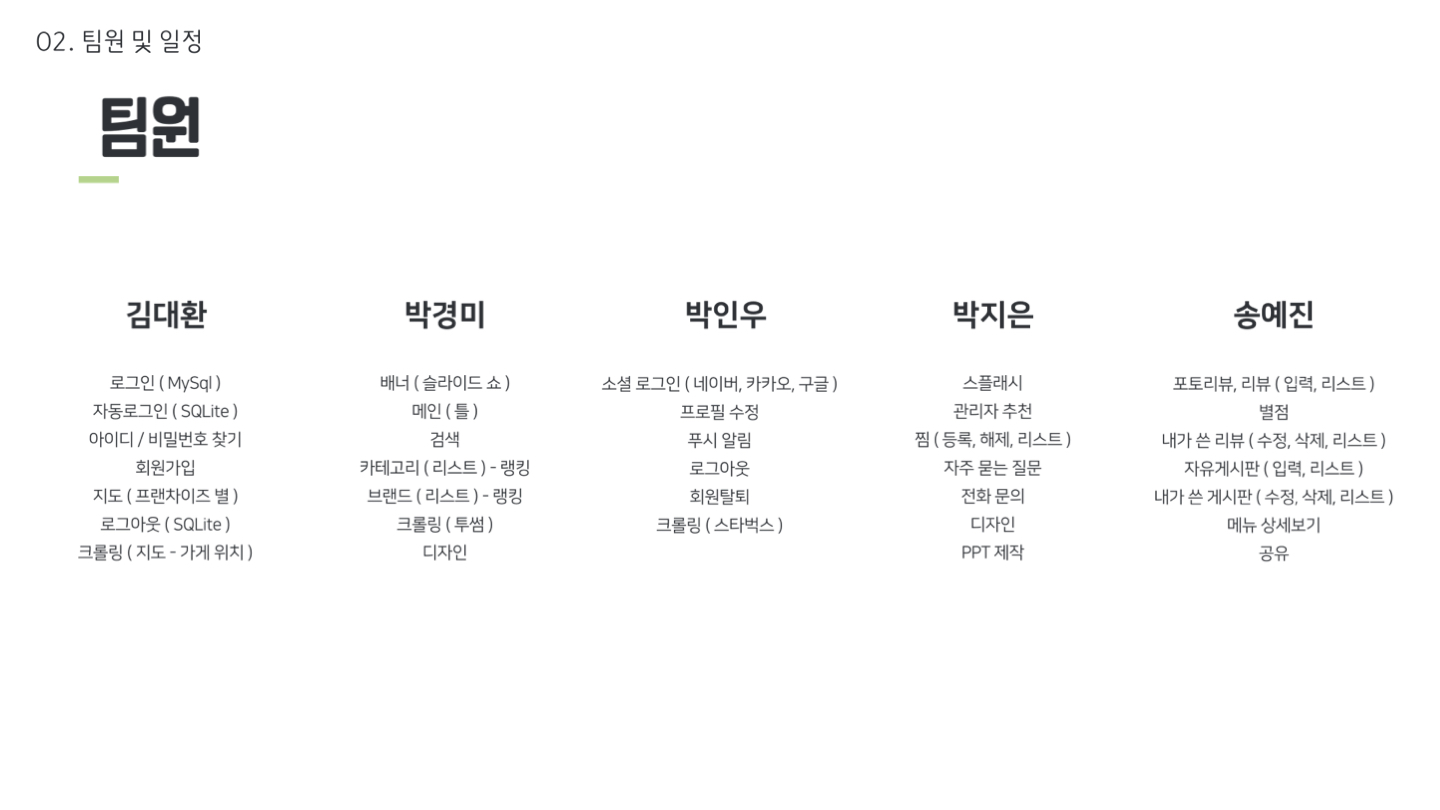 02. 팀원 및 일정
팀원
김대환
로그인 ( MySql )
자동로그인 ( SQLite )
아이디 / 비밀번호 찾기
회원가입
지도 ( 프랜차이즈 별 )
로그아웃 ( SQLite )
크롤링 ( 지도 - 가게 위치 )
박경미
배너 ( 슬라이드 쇼 )
메인 ( 틀 )
검색
카테고리 ( 리스트 ) - 랭킹
브랜드 ( 리스트 ) - 랭킹
크롤링 ( 투썸 )
디자인
박인우
소셜 로그인 ( 네이버, 카카오, 구글 )
프로필 수정
푸시 알림
로그아웃
회원탈퇴
크롤링 ( 스타벅스 )
박지은
스플래시
관리자 추천
찜 ( 등록, 해제, 리스트 )
자주 묻는 질문
전화 문의
디자인
PPT 제작
송예진
포토리뷰, 리뷰 ( 입력, 리스트 )
별점
내가 쓴 리뷰 ( 수정, 삭제, 리스트 )
자유게시판 ( 입력, 리스트 )
내가 쓴 게시판 ( 수정, 삭제, 리스트 )
메뉴 상세보기
공유